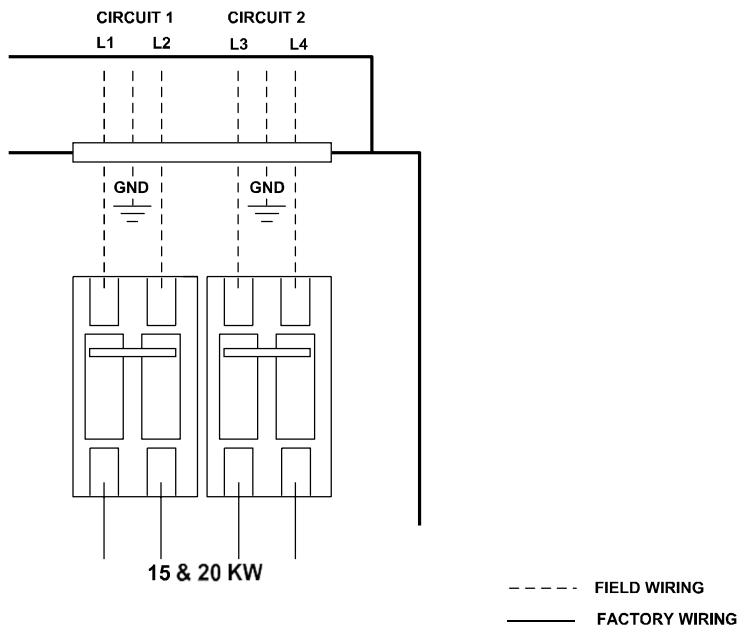 CIRCUIT 1 CIRCUIT 2
L1 L2 L3 L4
GND GND
15 & 20 KW
FIELD WIRING
FACTORY WIRING